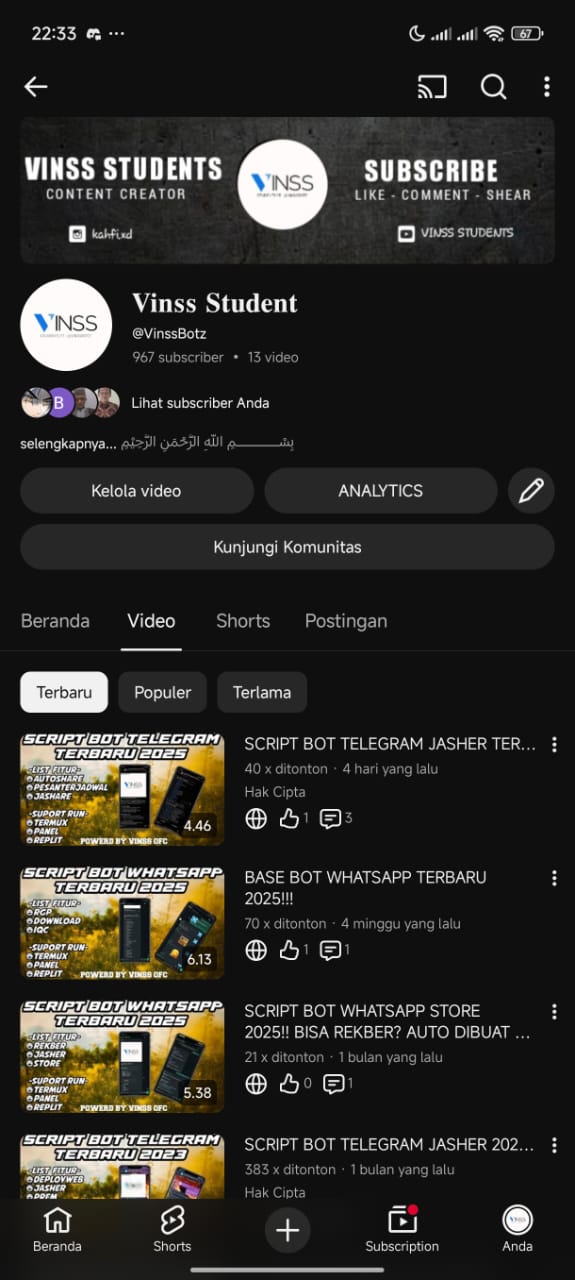 22:33
67
VINSS STUDENTS
CONTENT CREATOR
kahfixd
VINSS
SUBSCRIBE
LIKE - COMMENT - SHEAR
VINSS STUDENTS
VINSS
Vinss Student
@VinssBotz
967 subscriber • 13 video
B
Lihat subscriber Anda
selengkapnya... بِسْــــــــمِ اللهِ الرَّحْمَنِ الرَّحِيْمِ
Kelola video
ANALYTICS
Kunjungi Komunitas
Beranda
Video
Shorts
Postingan
Terbaru
Populer
Terlama
SCRIPT BOT TELEGRAM
TERBARU 2025
-LIST FITUR-
AUTOSHARE
PESANTERJADWAL
JASHARE
-SUPORT RUN-
TERMUX
PANEL
REPLIT
POWERD BY VINSS OFC
4.46
SCRIPT BOT TELEGRAM JASHER TER...
40 x ditonton · 4 hari yang lalu
Hak Cipta
1
3
SCRIPT BOT WHATSAPP
TERBARU 2025
-LIST FITUR-
RGP
DOWNLOAD
IQC
-SUPORT RUN-
TERMUX
PANEL
REPLIT
POWERD BY VINSS OFC
6.13
BASE BOT WHATSAPP TERBARU
2025!!!
70 x ditonton · 4 minggu yang lalu
1
1
SCRIPT BOT WHATSAPP
TERBARU 2025
-LIST FITUR-
REKBER
JASHER
STORE
-SUPORT RUN-
TERMUX
PANEL
REPLIT
POWERD BY VINSS OFC
5.38
SCRIPT BOT WHATSAPP STORE
2025!! BISA REKBER? AUTO DIBUAT ...
21 x ditonton · 1 bulan yang lalu
0
1
SCRIPT BOT TELEGRAM
TERBARU 2023
-LIST FITUR-
DEPLOYWEB
JASHER
SCRIPT BOT TELEGRAM JASHER 202...
383 x ditonton · 1 bulan yang lalu
Hak Cipta
Beranda
Shorts
Subscription
Anda